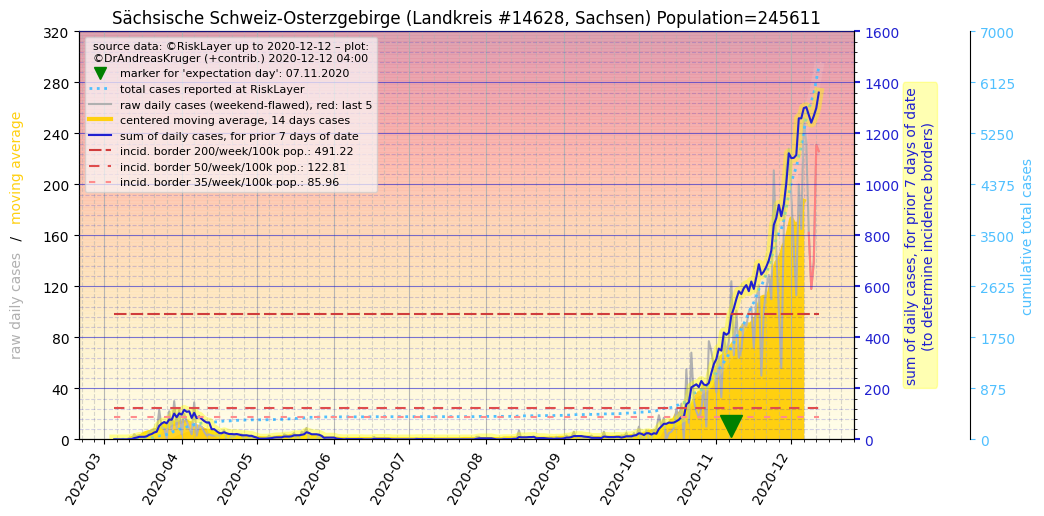 Sächsische Schweiz-Osterzgebirge (Landkreis #14628, Sachsen) Population=245611
source data: ©RiskLayer up to 2020-12-12 – plot:
©DrAndreasKruger (+contrib.) 2020-12-12 04:00
marker for 'expectation day': 07.11.2020
total cases reported at RiskLayer
raw daily cases (weekend-flawed), red: last 5
centered moving average, 14 days cases
sum of daily cases, for prior 7 days of date
incid. border 200/week/100k pop.: 491.22
incid. border 50/week/100k pop.: 122.81
incid. border 35/week/100k pop.: 85.96
raw daily cases / moving average
320
280
240
200
160
120
80
40
0
2020-03
2020-04
2020-05
2020-06
2020-07
2020-08
2020-09
2020-10
2020-11
2020-12
1600
1400
1200
1000
800
600
400
200
0
sum of daily cases, for prior 7 days of date
(to determine incidence borders)
7000
6125
5250
4375
3500
2625
1750
875
0
cumulative total cases